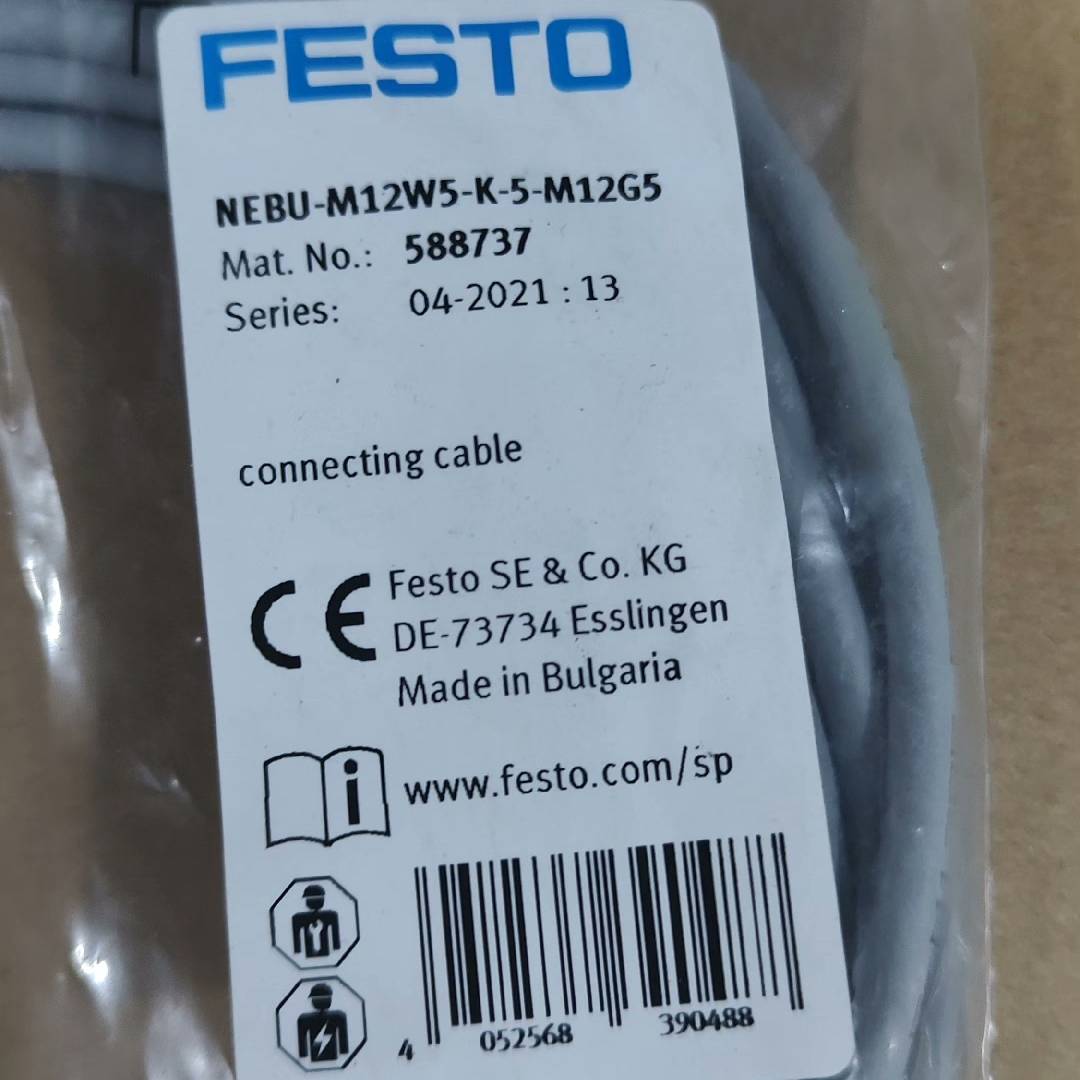 FESTO
NEBU-M12W5-K-5-M12G5
Mat. No.: 588737
Series: 04-2021 : 13
connecting cable
CE Festo SE & Co. KG
DE-73734 Esslingen
Made in Bulgaria
www.festo.com/sp
4 052568 390488